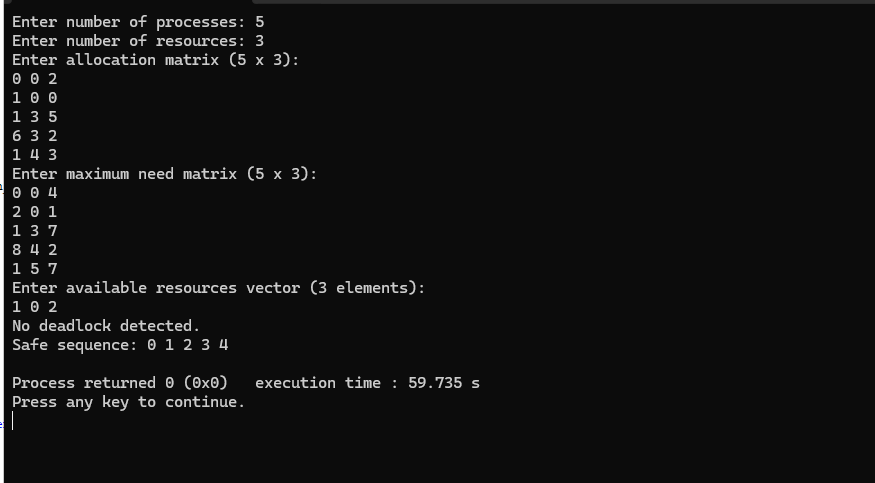 Enter number of processes: 5
Enter number of resources: 3
Enter allocation matrix (5 x 3):
0 0 2
1 0 0
1 3 5
6 3 2
1 4 3
Enter maximum need matrix (5 x 3):
0 0 4
2 0 1
1 3 7
8 4 2
1 5 7
Enter available resources vector (3 elements):
1 0 2
No deadlock detected.
Safe sequence: 0 1 2 3 4
Process returned 0 (0x0)   execution time : 59.735 s
Press any key to continue.